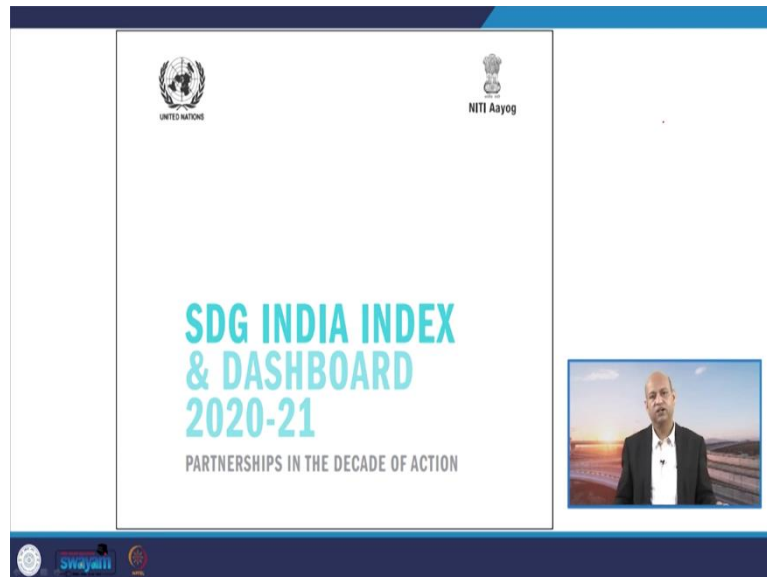 UNITED NATIONS
NITI Aayog
SDG INDIA INDEX
& DASHBOARD
2020-21
PARTNERSHIPS IN THE DECADE OF ACTION
swayam